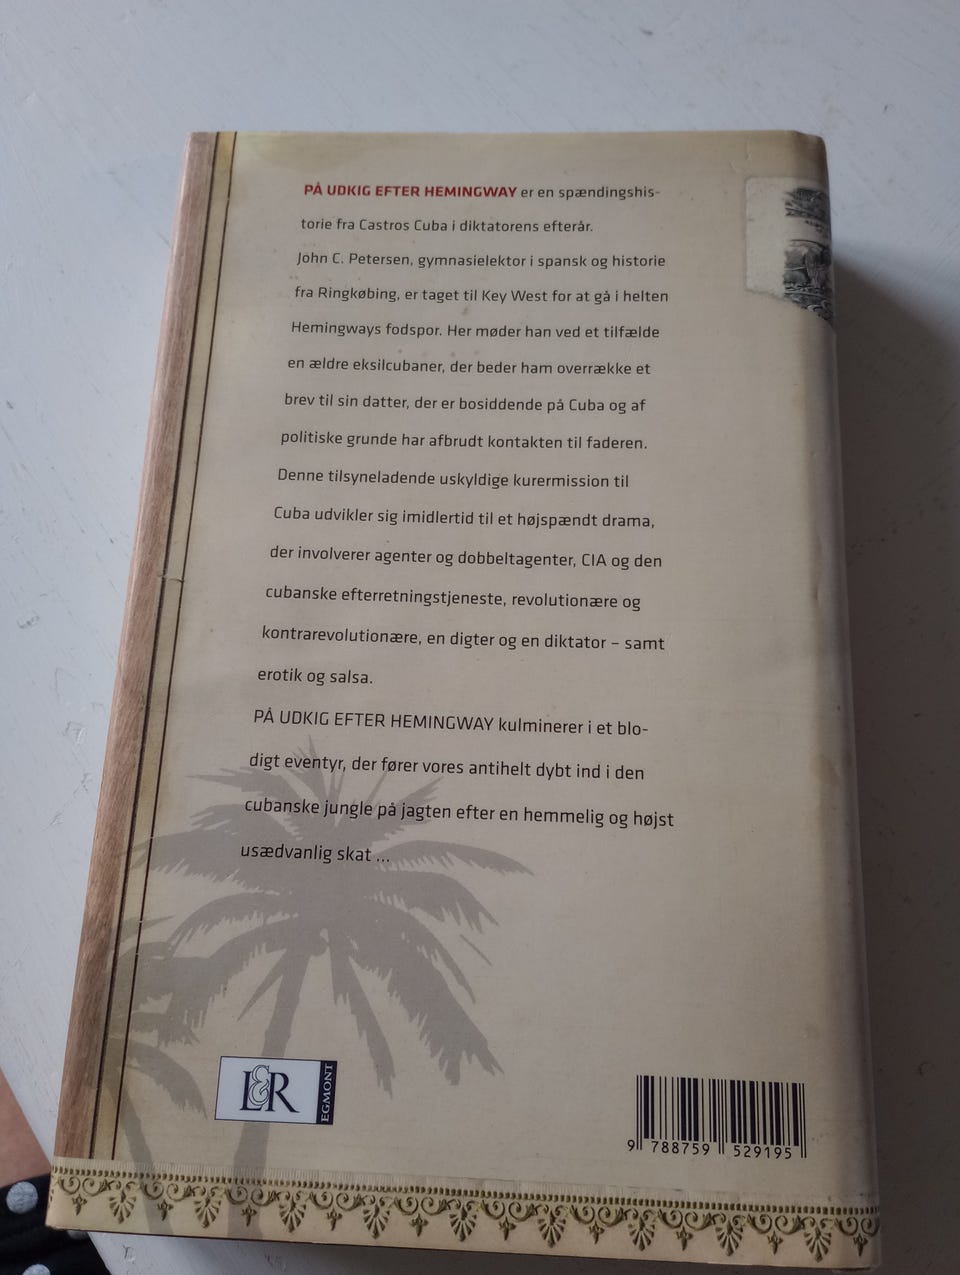 PÅ UDKIG EFTER HEMINGWAY er en spændingshis-
torie fra Castros Cuba i diktatorens efterår.
John C. Petersen, gymnasielektor i spansk og historie
fra Ringkøbing, er taget til Key West for at gå i helten
Hemingways fodspor. Her møder han ved et tilfælde
en ældre eksilcubaner, der beder ham overrække et
brev til sin datter, der er bosiddende på Cuba og af
politiske grunde har afbrudt kontakten til faderen.
Denne tilsyneladende uskyldige kurermission til
Cuba udvikler sig imidlertid til et højspændt drama,
der involverer agenter og dobbeltagenter, CIA og den
cubanske efterretningstjeneste, revolutionære og
kontrarevolutionære, en digter og en diktator – samt
erotik og salsa.
PÅ UDKIG EFTER HEMINGWAY kulminerer i et blo-
digt eventyr, der fører vores antihelt dybt ind i den
cubanske jungle på jagten efter en hemmelig og højst
usædvanlig skat ...
L&R
EGMONT
9 788759 529195